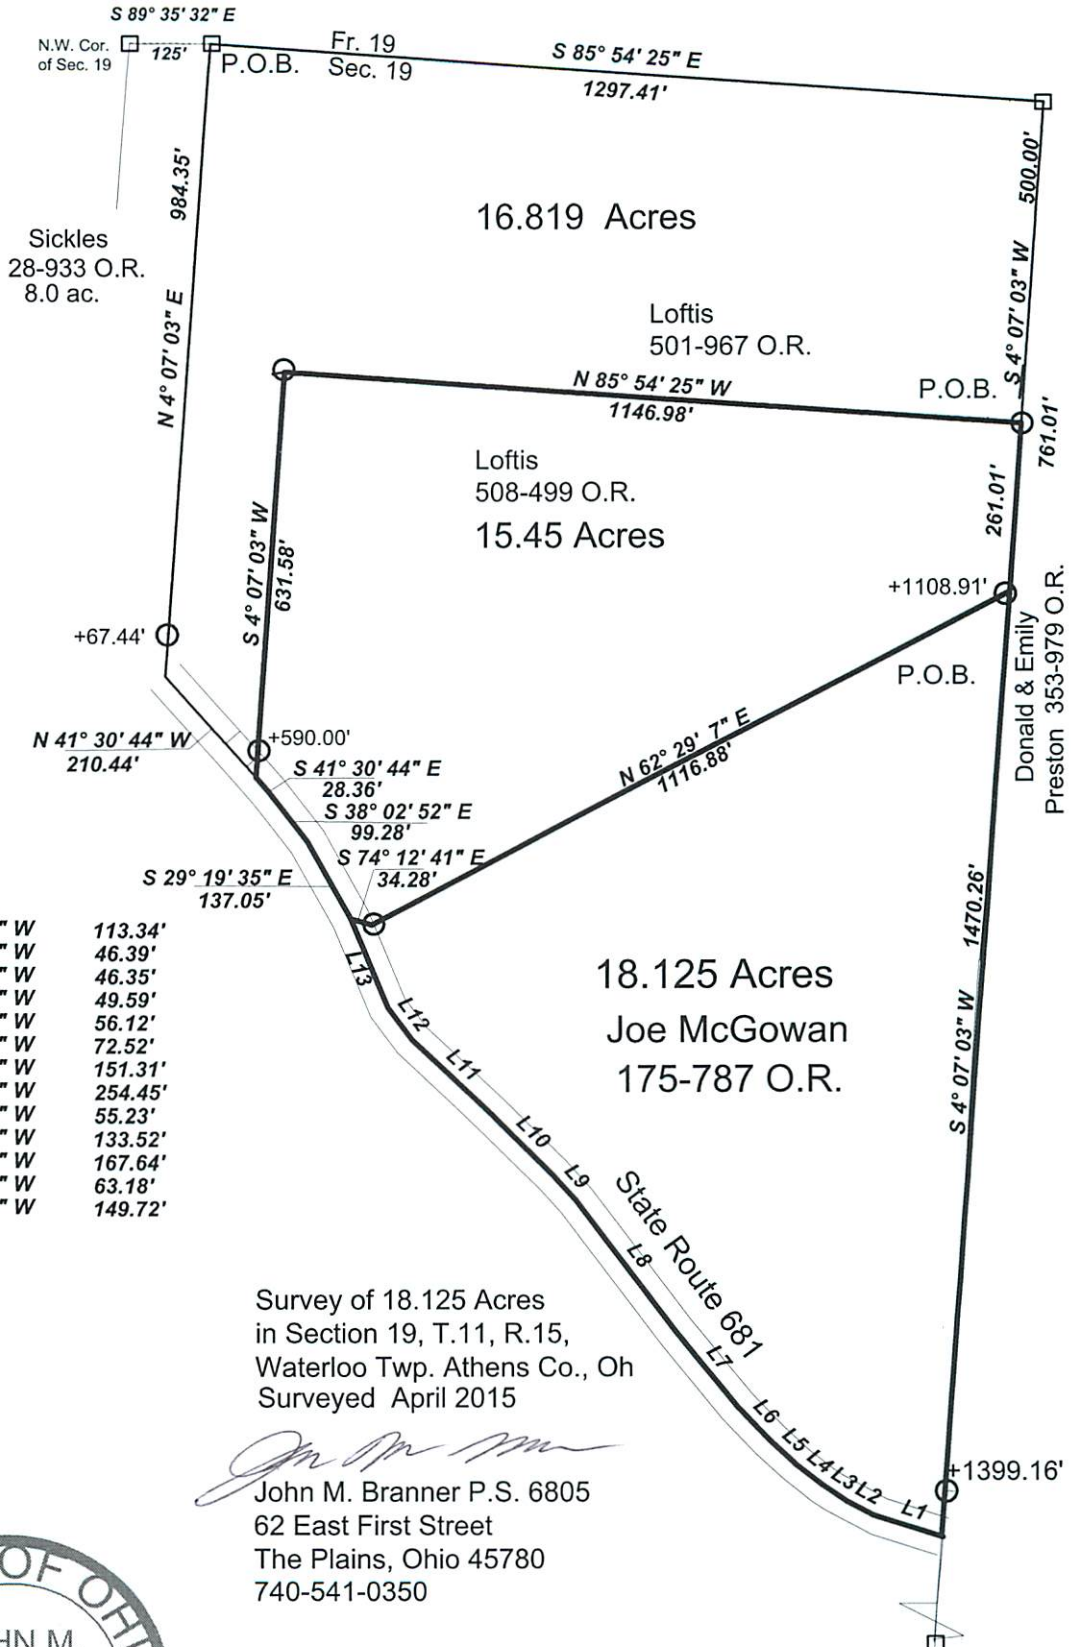 S 89° 35' 32" E
N.W. Cor.
of Sec. 19
125'
P.O.B.
Fr. 19
Sec. 19
S 85° 54' 25" E
1297.41'
984.35'
N 4° 07' 03" E
500.00'
S 4° 07' 03" W
16.819 Acres
Sickles
28-933 O.R.
8.0 ac.
Loftis
501-967 O.R.
N 85° 54' 25" W
1146.98'
P.O.B.
761.01'
261.01'
Loftis
508-499 O.R.
15.45 Acres
S 4° 07' 03" W
631.58'
+1108.91'
Donald & Emily
Preston 353-979 O.R.
P.O.B.
+67.44'
N 41° 30' 44" W
210.44'
+590.00'
S 41° 30' 44" E
28.36'
S 38° 02' 52" E
99.28'
S 74° 12' 41" E
34.28'
S 29° 19' 35" E
137.05'
N 62° 29' 7" E
1116.88'
1470.26'
S 4° 07' 03" W
" W 113.34'
" W 46.39'
" W 46.35'
" W 49.59'
" W 56.12'
" W 72.52'
" W 151.31'
" W 254.45'
" W 55.23'
" W 133.52'
" W 167.64'
" W 63.18'
" W 149.72'
18.125 Acres
Joe McGowan
175-787 O.R.
L13
L12
L11
L10
L9
L8
L7
L6
L5
L4
L3
L2
L1
State Route 681
+1399.16'
Survey of 18.125 Acres
in Section 19, T.11, R.15,
Waterloo Twp. Athens Co., Oh
Surveyed April 2015
John M. Branner P.S. 6805
62 East First Street
The Plains, Ohio 45780
740-541-0350
OF OHI
HN M